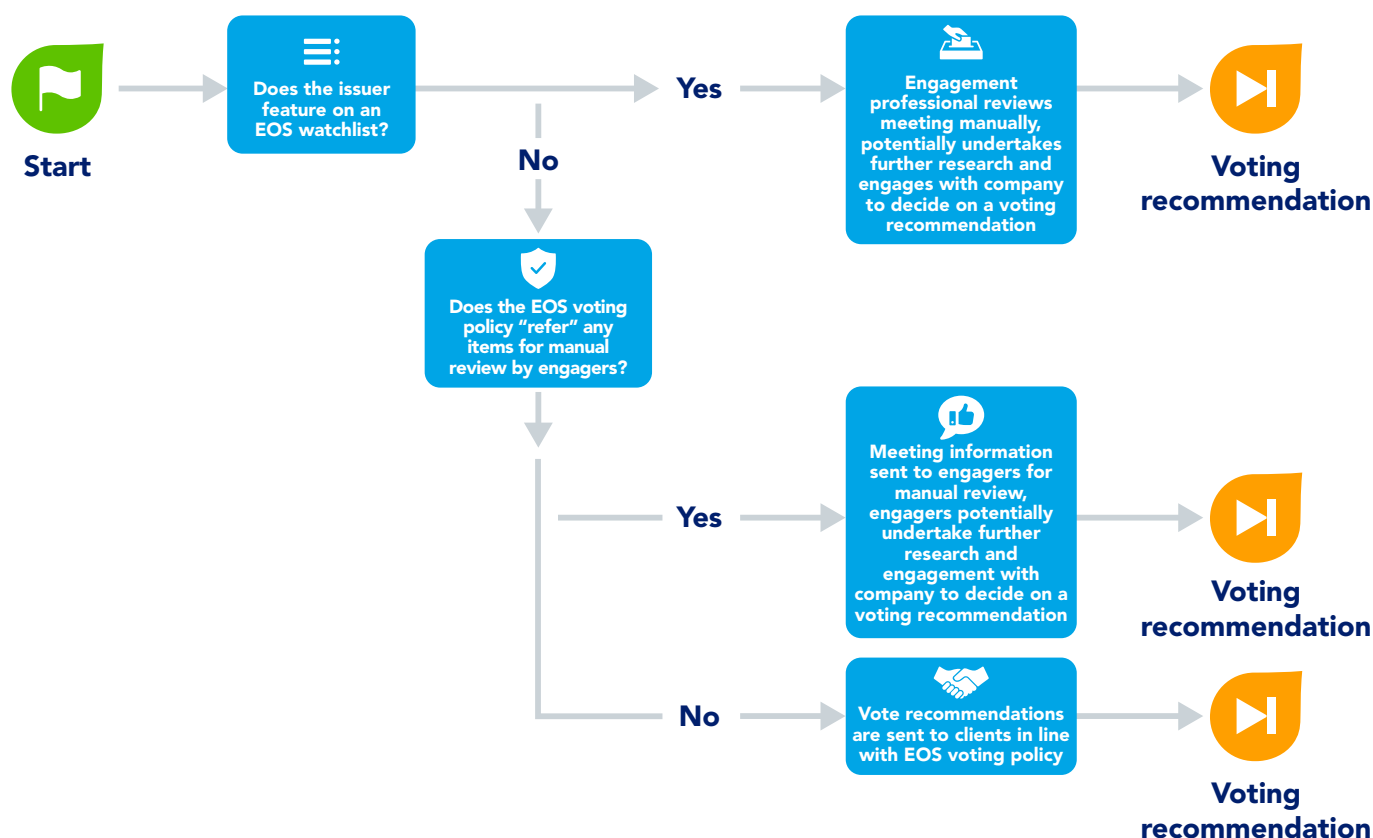 Start
Does the issuer
feature on an
EOS watchlist?
Yes
Engagement
professional reviews
meeting manually,
potentially undertakes
further research and
engages with company
to decide on a voting
recommendation
Voting
recommendation
No
Does the EOS voting
policy “refer” any
items for manual
review by engagers?
Yes
Meeting information
sent to engagers for
manual review,
engagers potentially
undertake further
research and
engagement with
company to decide on a
voting recommendation
Voting
recommendation
No
Vote recommendations
are sent to clients in line
with EOS voting policy
Voting
recommendation